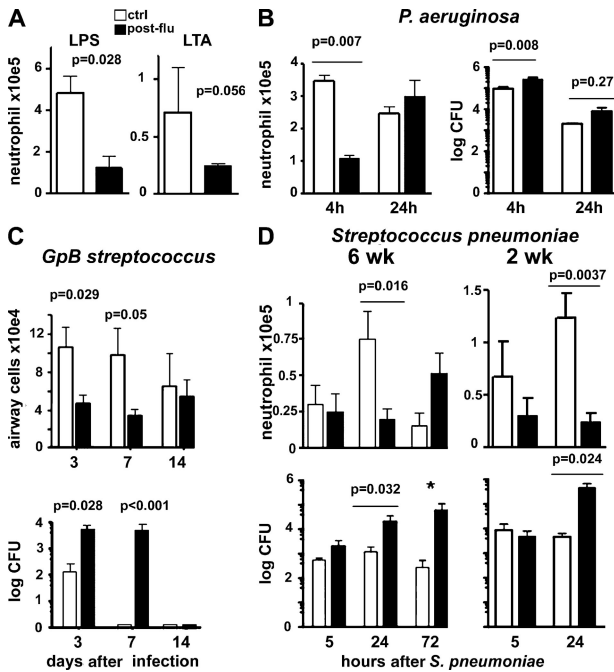 A
ctrl
post-flu
LPS
LTA
p=0.028
p=0.056
neutrophil x10e5
6
4
2
0
1
0.5
0
B
P. aeruginosa
p=0.007
neutrophil x10e5
4
3
2
1
0
4h
24h
p=0.008
p=0.27
log CFU
6
4
2
0
4h
24h
C
GpB streptococcus
p=0.029
p=0.05
airway cells x10e4
12
10
8
6
4
2
0
3
7
14
p=0.028
p<0.001
log CFU
4
3
2
1
0
3
7
14
days after infection
D
Streptococcus pneumoniae
6 wk
2 wk
p=0.016
neutrophil x10e5
1
0.75
0.5
0.25
p=0.0037
1.5
1
0.5
0
p=0.032
*
log CFU
6
4
2
0
5
24
72
p=0.024
5
24
hours after S. pneumoniae